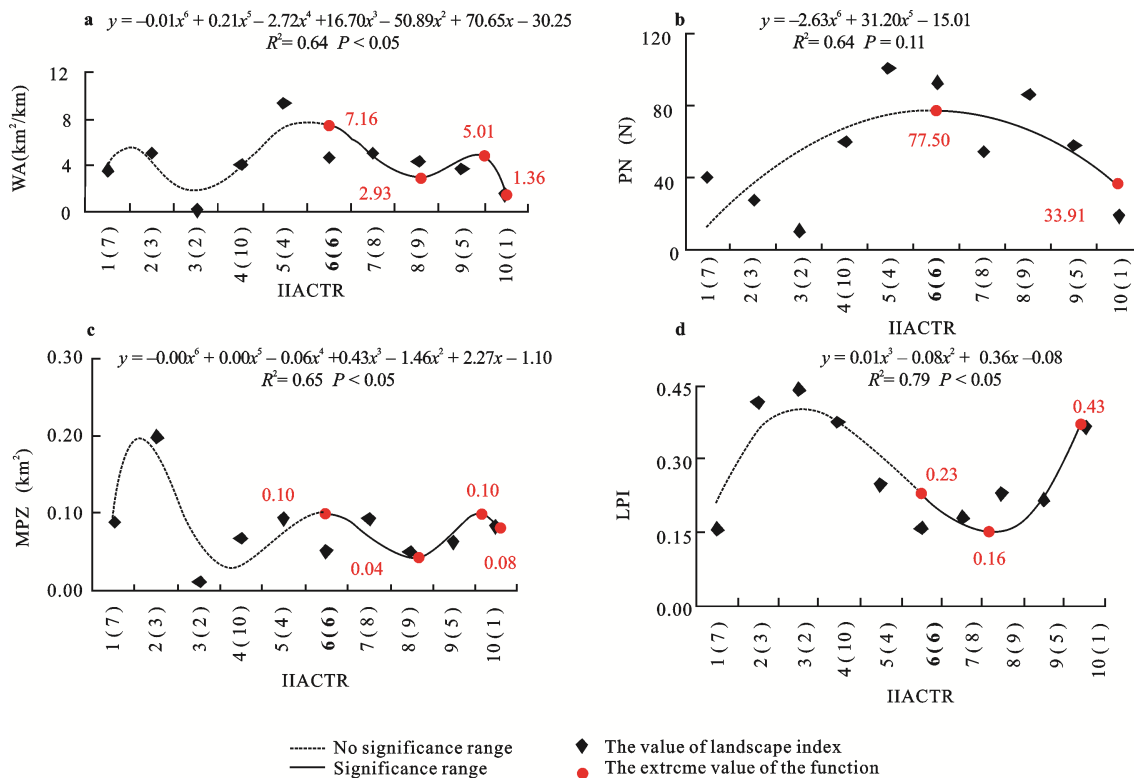 a y = –0.01x⁶ + 0.21x⁵ – 2.72x⁴ +16.70x³ – 50.89x² + 70.65x – 30.25
R²= 0.64 P < 0.05
WA(km²/km)
12
8
4
0
7.16
5.01
2.93
1.36
1 (7) 2 (3) 3 (2) 4 (10) 5 (4) 6 (6) 7 (8) 8 (9) 9 (5) 10 (1)
IIACTR
b y = –2.63x⁶ + 31.20x⁵ – 15.01
R²= 0.64 P = 0.11
PN (N)
120
80
40
0
77.50
33.91
1 (7) 2 (3) 3 (2) 4 (10) 5 (4) 6 (6) 7 (8) 8 (9) 9 (5) 10 (1)
IIACTR
c
y = –0.00x⁶ + 0.00x⁵ – 0.06x⁴ +0.43x³ – 1.46x² + 2.27x – 1.10
R²= 0.65 P < 0.05
MPZ (km²)
0.30
0.20
0.10
0.00
0.10
0.10
0.04
0.08
1 (7) 2 (3) 3 (2) 4 (10) 5 (4) 6 (6) 7 (8) 8 (9) 9 (5) 10 (1)
IIACTR
d
y = 0.01x³ – 0.08x² + 0.36x –0.08
R²= 0.79 P < 0.05
LPI
0.45
0.30
0.15
0.00
0.43
0.23
0.16
1 (7) 2 (3) 3 (2) 4 (10) 5 (4) 6 (6) 7 (8) 8 (9) 9 (5) 10 (1)
IIACTR
No significance range
Significance range
The value of landscape index
The extrcme value of the function